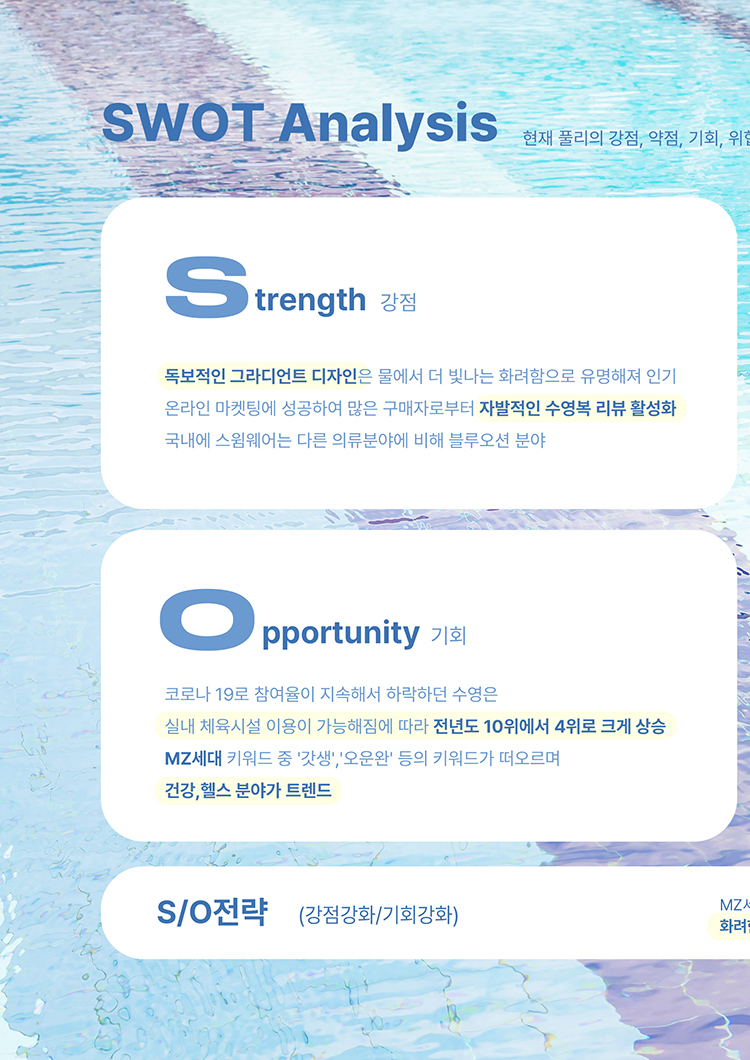 SWOT Analysis 현재 풀리의 강점, 약점, 기회,
Strength 강점
독보적인 그라디언트 디자인은 물에서 더 빛나는 화려함으로 유명해져 인기
온라인 마켓팅에 성공하여 많은 구매자로부터 자발적인 수영복 리뷰 활성화
국내에 스윔웨어는 다른 의류분야에 비해 블루오션 분야
Opportunity 기회
코로나 19로 참여율이 지속해서 하락하던 수영은
실내 체육시설 이용이 가능해짐에 따라 전년도 10위에서 4위로 크게 상승
MZ세대 키워드 중 '갓생','오운완' 등의 키워드가 떠오르며
건강,헬스 분야가 트렌드
S/O전략 (강점강화/기회강화)